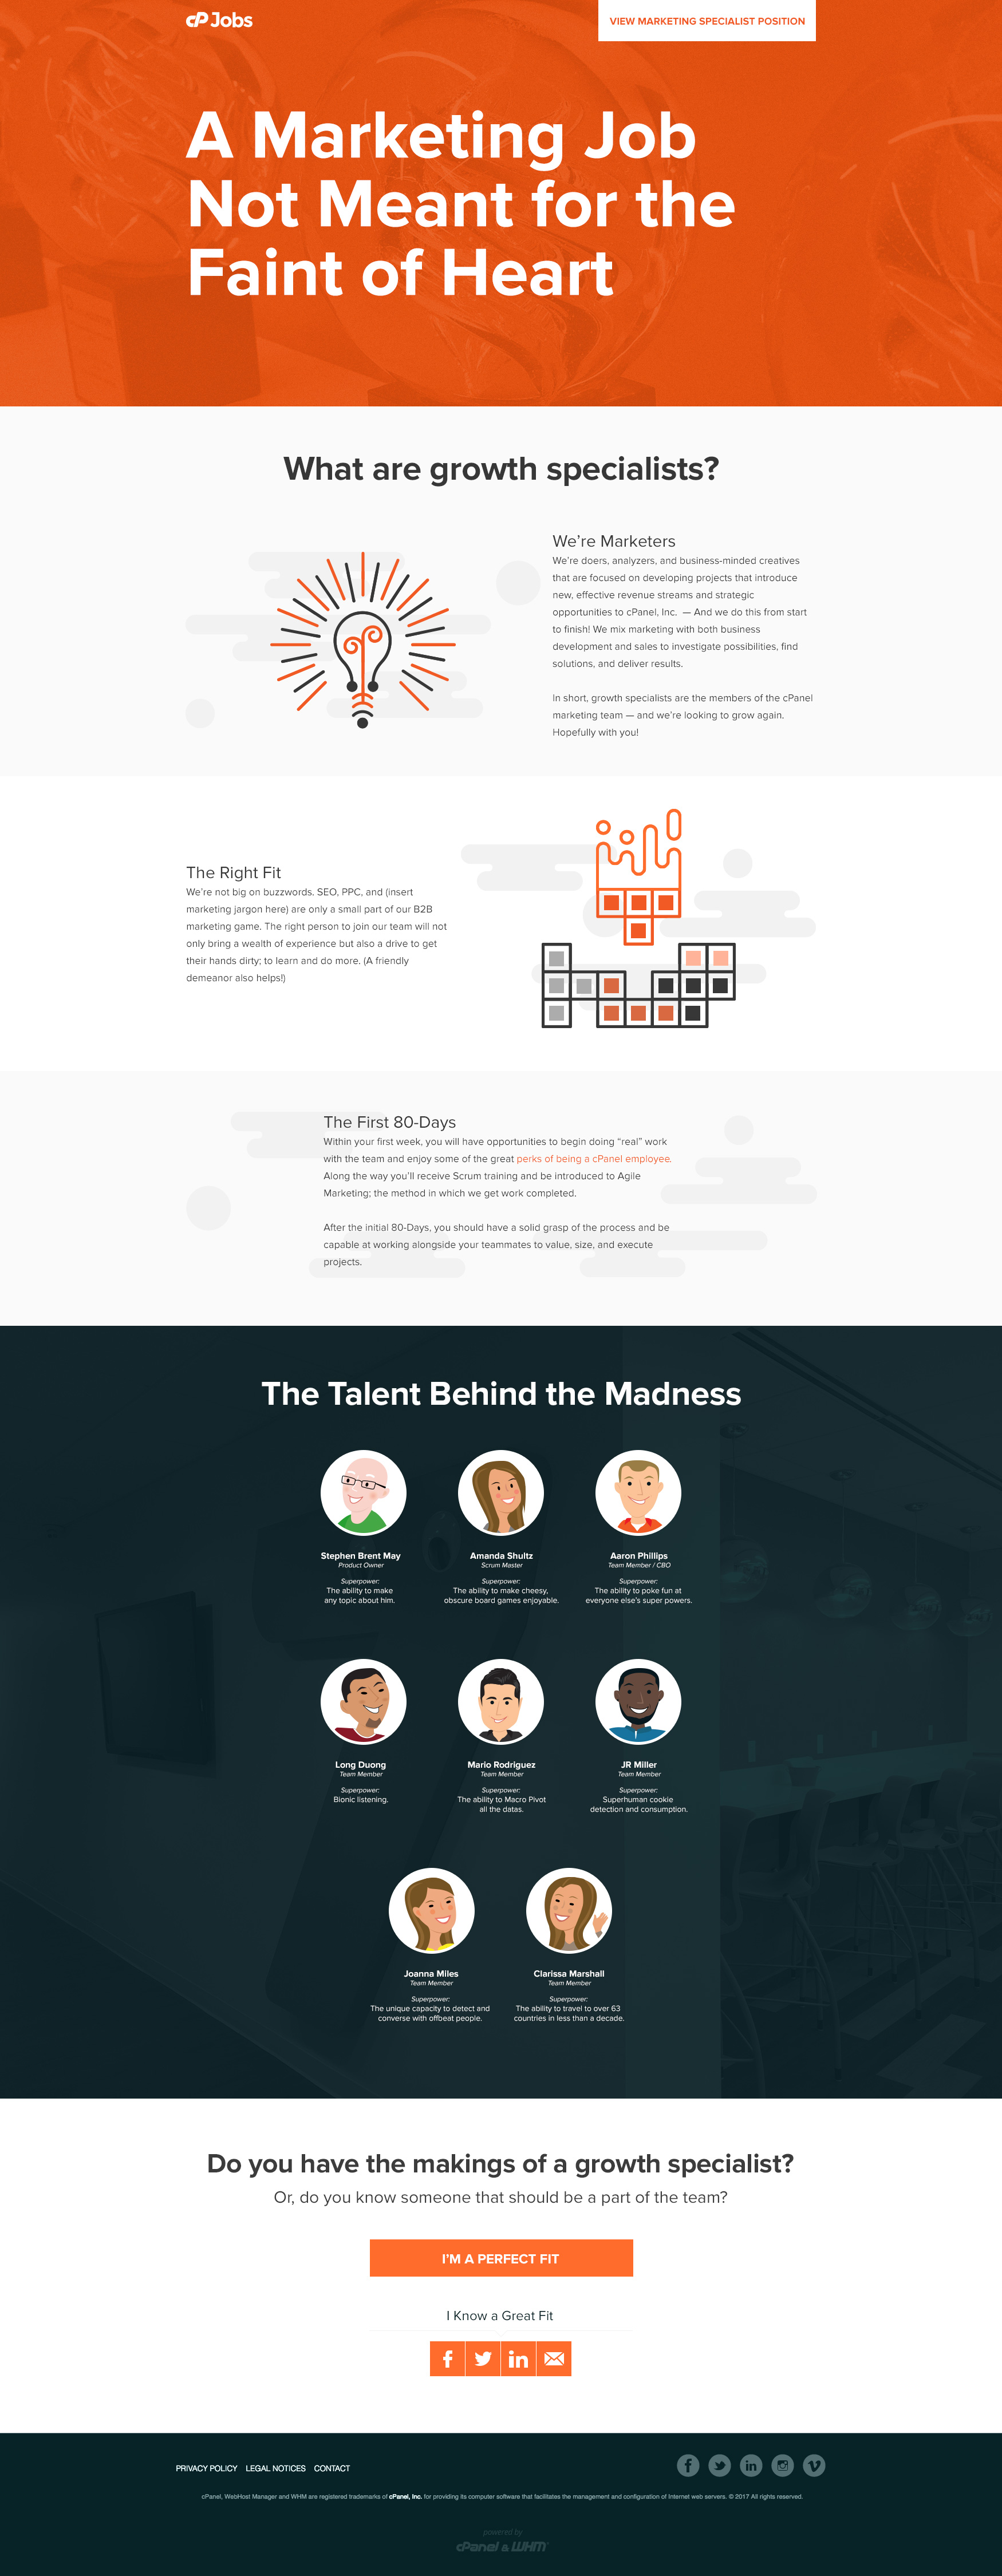 cP Jobs
VIEW MARKETING SPECIALIST POSITION
A Marketing Job
Not Meant for the
Faint of Heart
What are growth specialists?
We're Marketers
We're doers, analyzers, and business-minded creatives
that are focused on developing projects that introduce
new, effective revenue streams and strategic
opportunities to cPanel, Inc. — And we do this from start
to finish! We mix marketing with both business
development and sales to investigate possibilities, find
solutions, and deliver results.
In short, growth specialists are the members of the cPanel
marketing team — and we're looking to grow again.
Hopefully with you!
The Right Fit
We're not big on buzzwords. SEO, PPC, and (insert
marketing jargon here) are only a small part of our B2B
marketing game. The right person to join our team will not
only bring a wealth of experience but also a drive to get
their hands dirty; to learn and do more. (A friendly
demeanor also helps!)
The First 80-Days
Within your first week, you will have opportunities to begin doing “real” work
with the team and enjoy some of the great perks of being a cPanel employee.
Along the way you'll receive Scrum training and be introduced to Agile
Marketing; the method in which we get work completed.
After the initial 80-Days, you should have a solid grasp of the process and be
capable at working alongside your teammates to value, size, and execute
projects.
The Talent Behind the Madness
Stephen Brent May
Product Owner
Superpower:
The ability to make
any topic about him.
Amanda Shultz
Scrum Master
Superpower:
The ability to make cheesy,
obscure board games enjoyable.
Aaron Phillips
Team Member / CBO
Superpower:
The ability to poke fun at
everyone else's super powers.
Long Duong
Team Member
Superpower:
Bionic listening.
Mario Rodriguez
Team Member
Superpower:
The ability to Macro Pivot
all the datas.
JR Miller
Team Member
Superpower:
Superhuman cookie
detection and consumption.
Joanna Miles
Team Member
Superpower:
The unique capacity to detect and
converse with offbeat people.
Clarissa Marshall
Team Member
Superpower:
The ability to travel to over 63
countries in less than a decade.
Do you have the makings of a growth specialist?
Or, do you know someone that should be a part of the team?
I'M A PERFECT FIT
I Know a Great Fit
PRIVACY POLICY LEGAL NOTICES CONTACT
cPanel, WebHost Manager and WHM are registered trademarks of cPanel, Inc. for providing its computer software that facilitates the management and configuration of Internet web servers. © 2017 All rights reserved.
powered by
cPanel & WHM